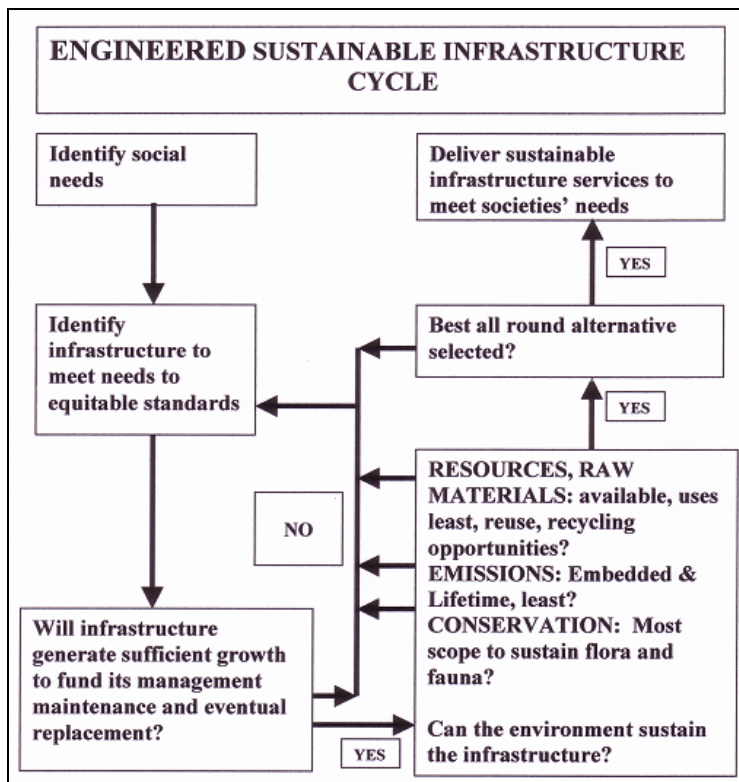 ENGINEERED SUSTAINABLE INFRASTRUCTURE
CYCLE
Identify social
needs
Deliver sustainable
infrastructure services to
meet societies' needs
YES
Identify
infrastructure to
meet needs to
equitable standards
Best all round alternative
selected?
YES
NO
RESOURCES, RAW
MATERIALS: available, uses
least, reuse, recycling
opportunities?
EMISSIONS: Embedded &
Lifetime, least?
CONSERVATION: Most
scope to sustain flora and
fauna?
Can the environment sustain
the infrastructure?
Will infrastructure
generate sufficient growth
to fund its management
maintenance and eventual
replacement?
YES